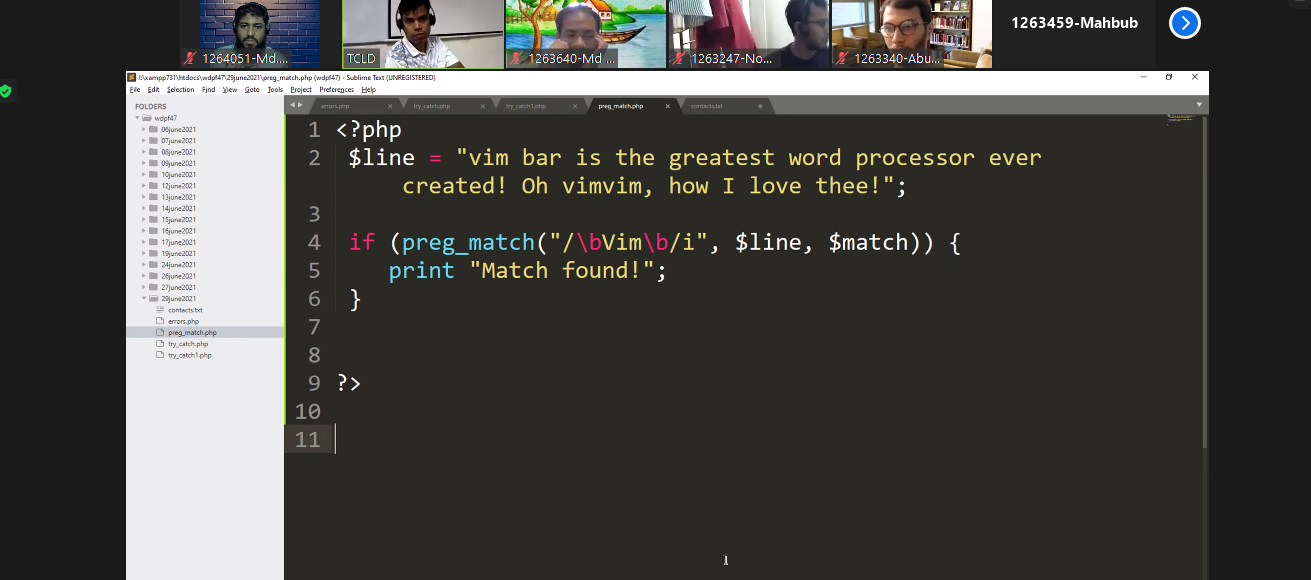 1264051-Md....
TCLD
1263640-Md ...
1263247-No...
1263340-Abu...
1263459-Mahbub
I:\xampp731\htdocs\wdpf47\29june2021\preg_match.php (wdpf47) - Sublime Text (UNREGISTERED)
File Edit Selection Find View Goto Tools Project Preferences Help
FOLDERS
wdpf47
06june2021
07june2021
08june2021
09june2021
10june2021
12june2021
13june2021
14june2021
15june2021
16june2021
17june2021
19june2021
24june2021
26june2021
27june2021
29june2021
contacts.txt
errors.php
preg_match.php
try_catch.php
try_catch1.php
errors.php try_catch.php try_catch1.php preg_match.php contacts.txt
1 <?php
2 $line = "vim bar is the greatest word processor ever
created! Oh vimvim, how I love thee!";
3
4 if (preg_match("/\bVim\b/i", $line, $match)) {
5 print "Match found!";
6 }
7
8
9 ?>
10
11